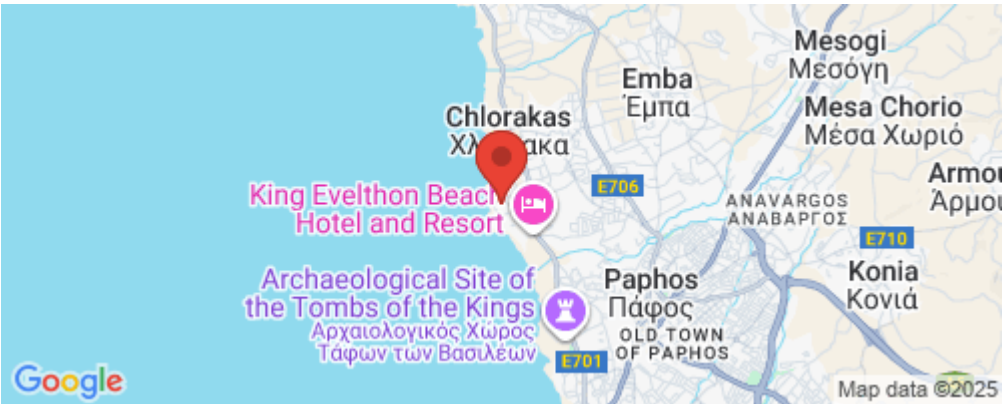 Mesogi
Μεσόγη
Emba
Έμπα
Mesa Chorio
Μέσα Χωριό
Chlorakas
E706
King Evelthon Beach
Hotel and Resort
ANAVARGOS
ΑΝΑΒΑΡΓΟΣ
E710
Konia
Κονιά
Paphos
Πάφος
Archaeological Site of
the Tombs of the Kings
Αρχαιολογικός Χώρος
Τάφων των Βασιλέων
OLD TOWN
OF PAPHOS
E701
Google
Map data ©2025